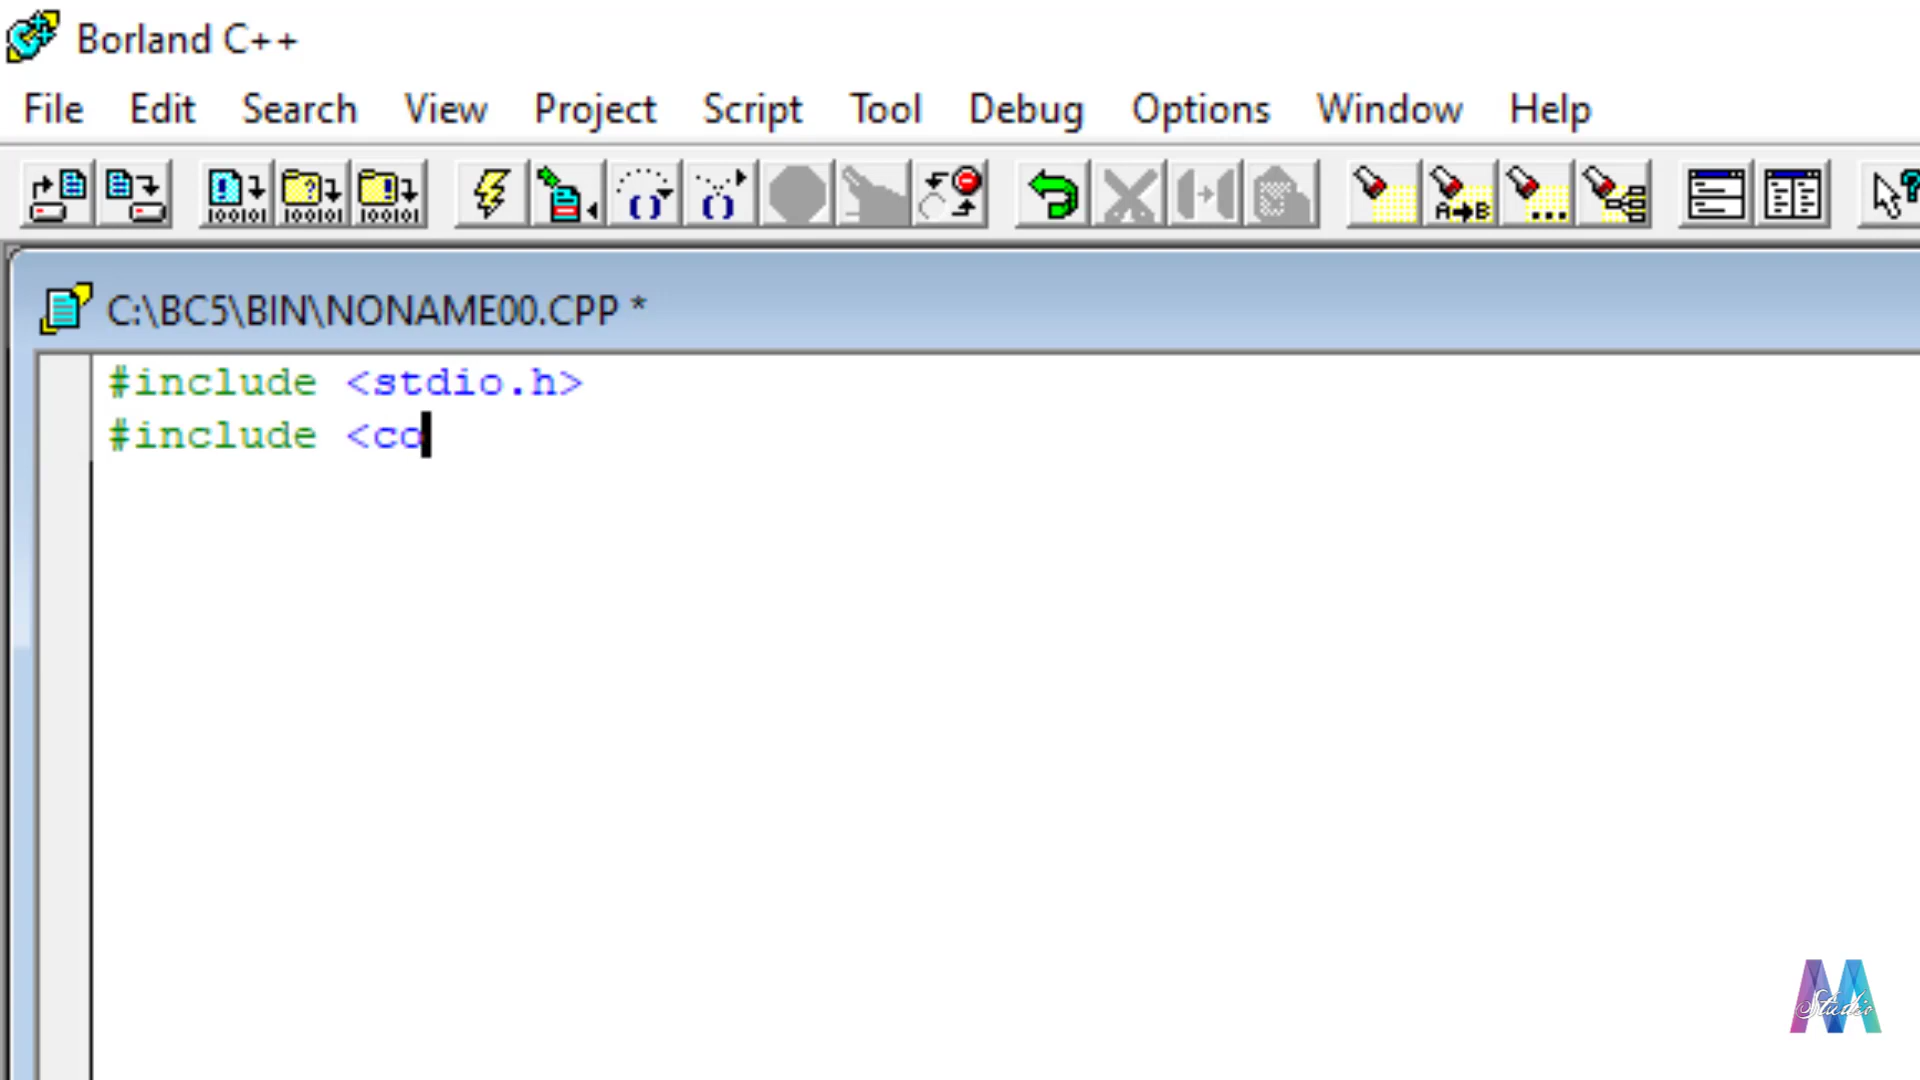 Borland C++
File Edit Search View Project Script Tool Debug Options Window Help
C:\BC5\BIN\NONAME00.CPP *
#include <stdio.h>
#include <co
Studio